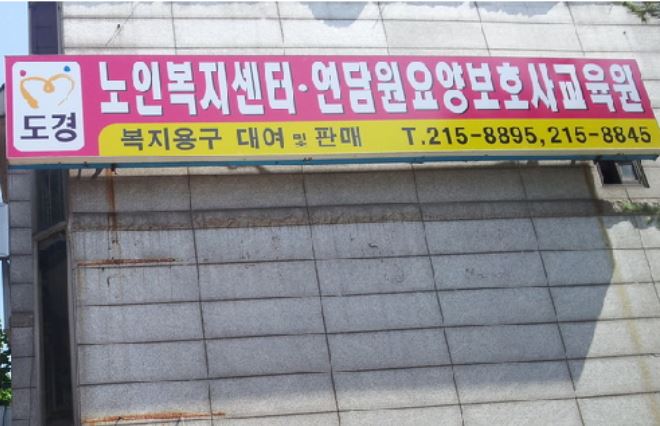 도경
노인복지센터·연담원요양보호사교육원
복지용구 대여 및 판매 T.215-8895,215-8845